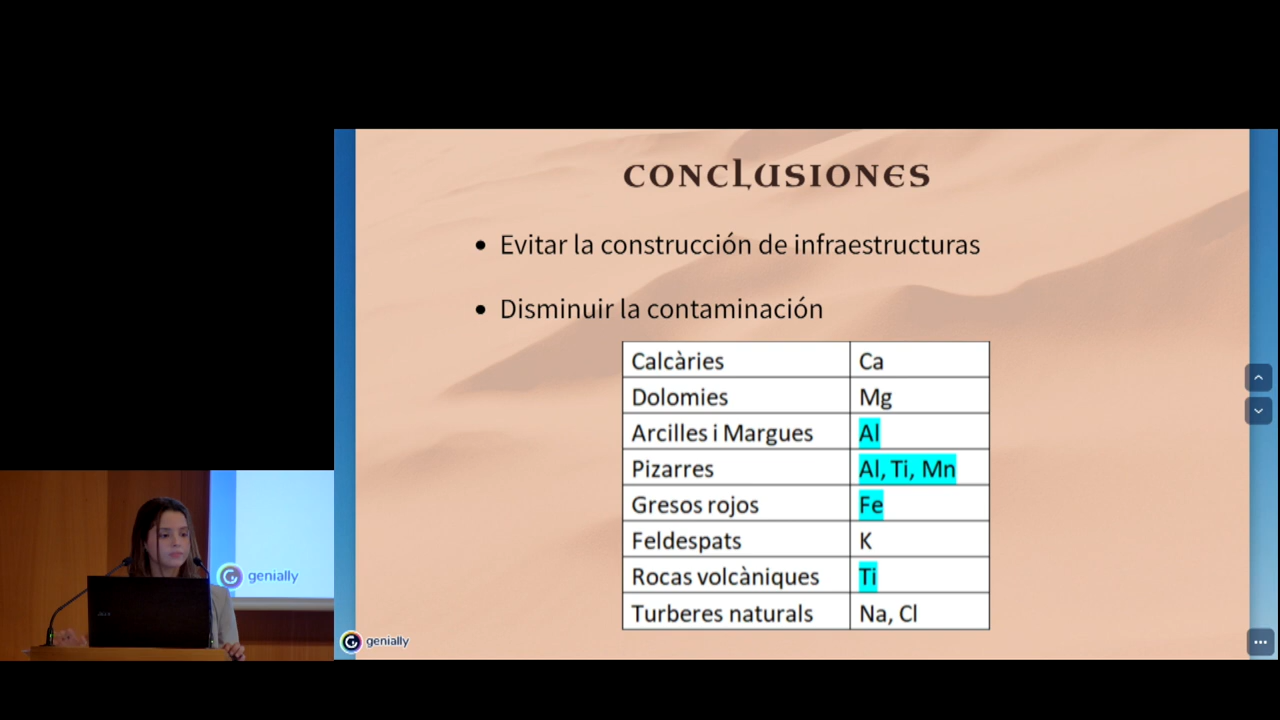 CONCLUSIONES
• Evitar la construcción de infraestructuras
• Disminuir la contaminación
Calcàries Ca
Dolomies Mg
Arcilles i Margues Al
Pizarres Al, Ti, Mn
Gresos rojos Fe
Feldespats K
Rocas volcàniques Ti
Turberes naturals Na, Cl
genially
genially